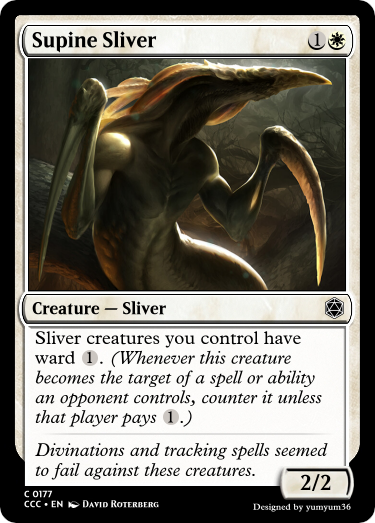 Supine Sliver 1
Creature — Sliver
Sliver creatures you control have
ward 1. (Whenever this creature
becomes the target of a spell or ability
an opponent controls, counter it unless
that player pays 1.)
Divinations and tracking spells seemed
to fail against these creatures.
2/2
C 0177
CCC • EN David Roterberg
Designed by yumyum36